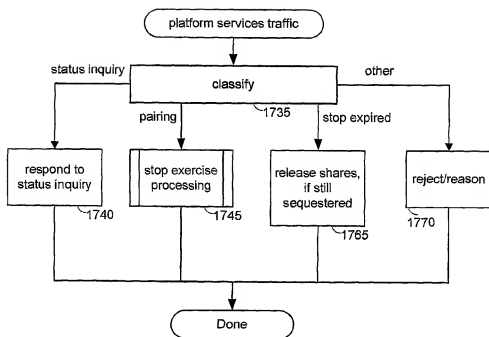 platform services traffic
status inquiry
classify
other
1735
pairing
stop expired
respond to
status inquiry
1740
stop exercise
processing
1745
release shares,
if still
sequestered
1765
reject/reason
1770
Done